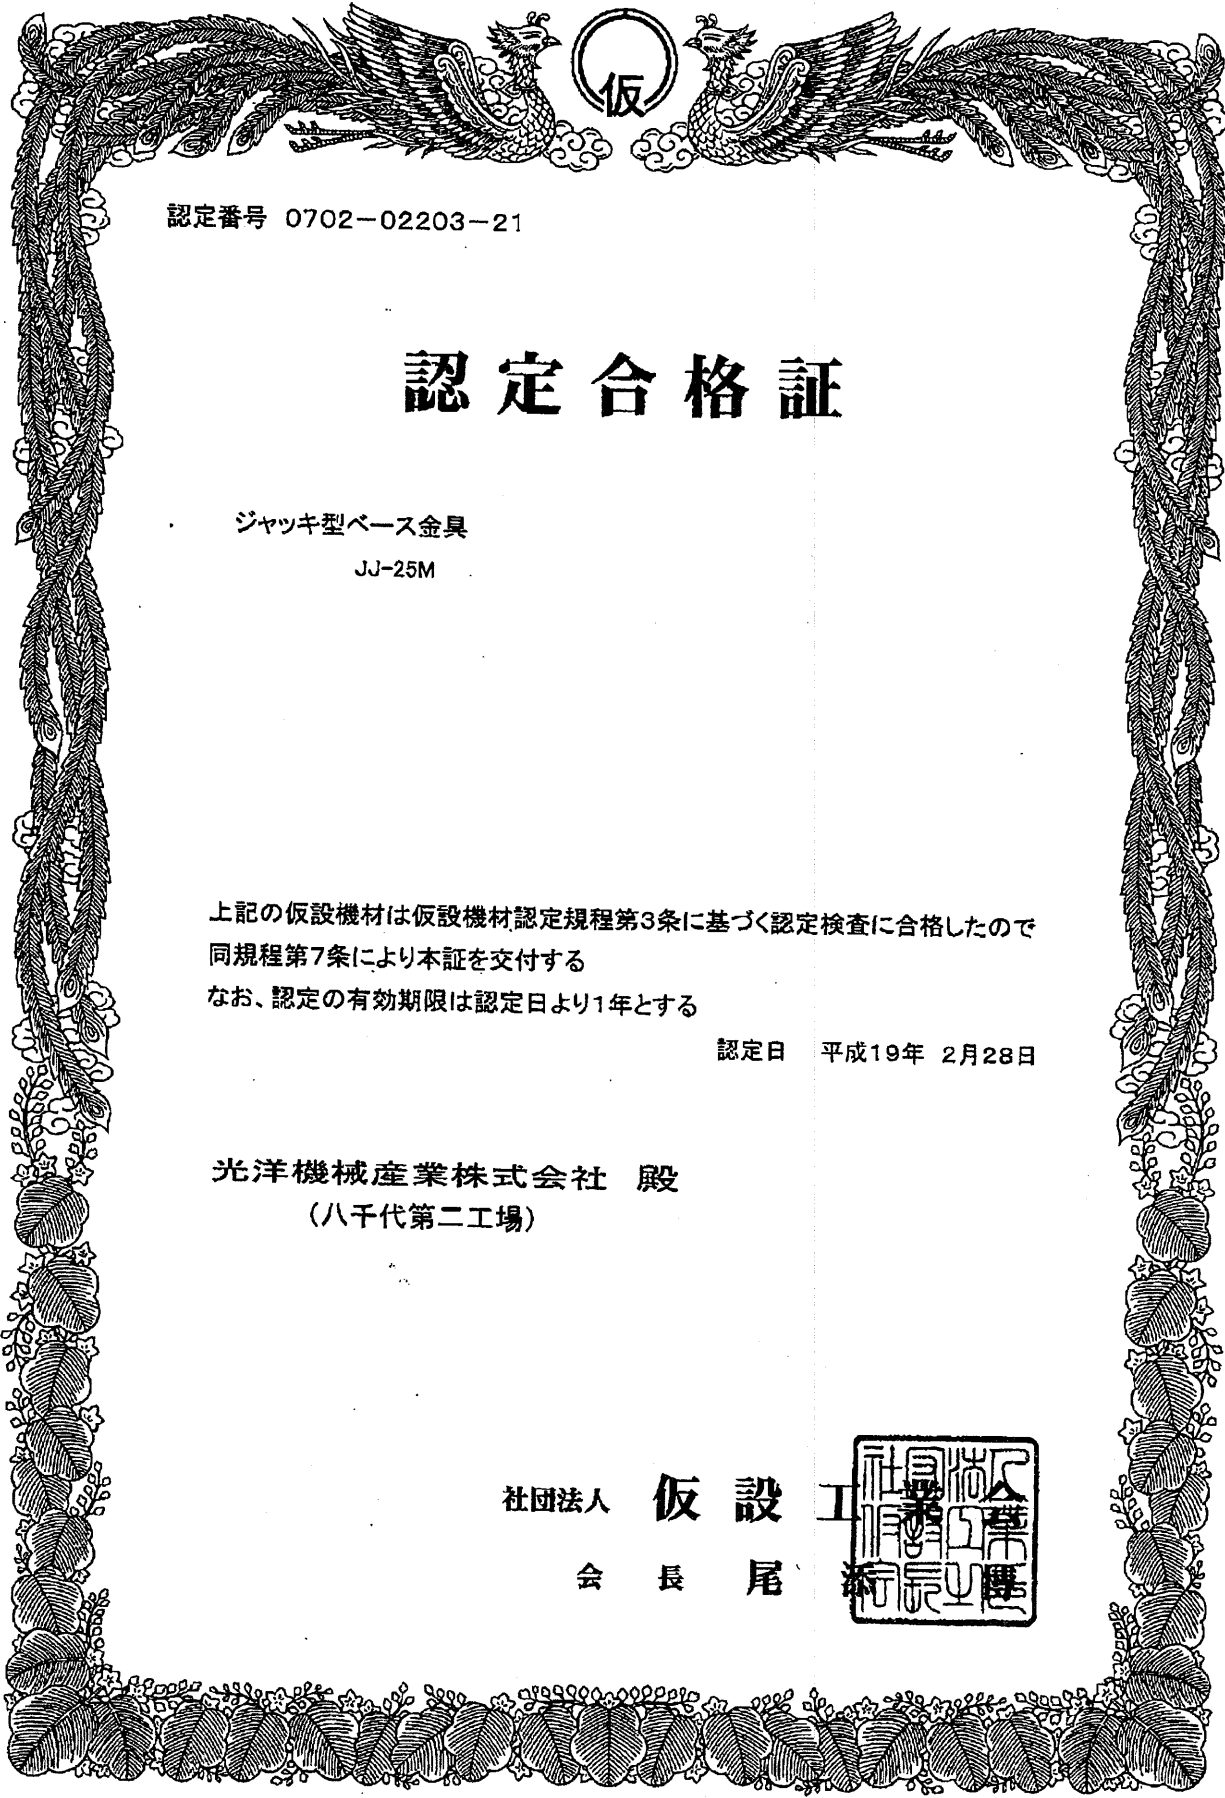 仮
認定番号 0702－02203－21
認定合格証
ジャッキ型ベース金具
JJ-25M
上記の仮設機材は仮設機材認定規程第3条に基づく認定検査に合格したので
同規程第7条により本証を交付する
なお、認定の有効期限は認定日より1年とする
認定日 平成19年 2月28日
光洋機械産業株式会社 殿
（八千代第二工場）
社団法人 仮設工業会
会長 尾添博